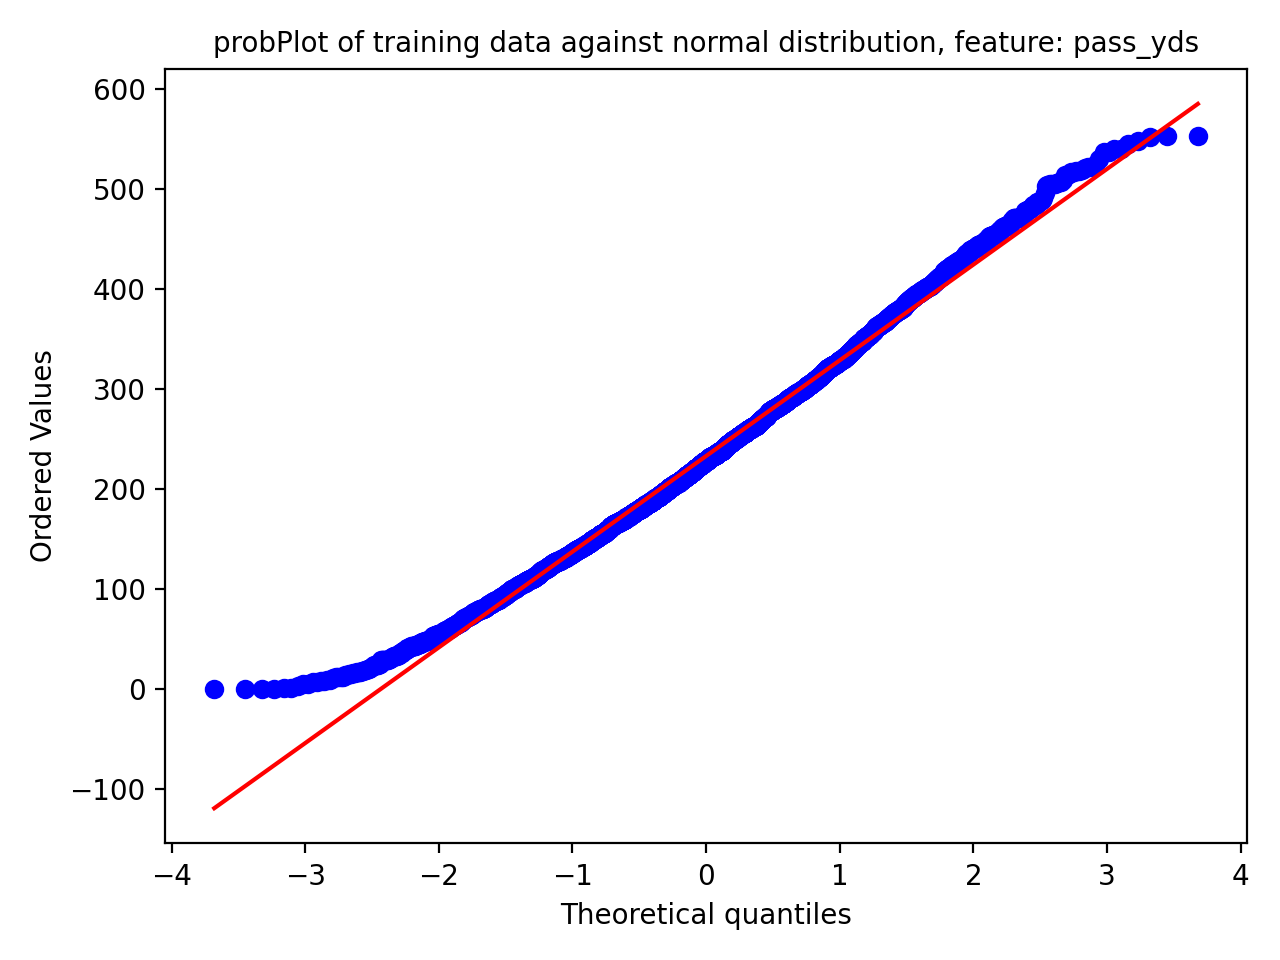 probPlot of training data against normal distribution, feature: pass_yds
600
500
400
300
200
100
0
−100
Ordered Values
−4 −3 −2 −1 0 1 2 3 4
Theoretical quantiles